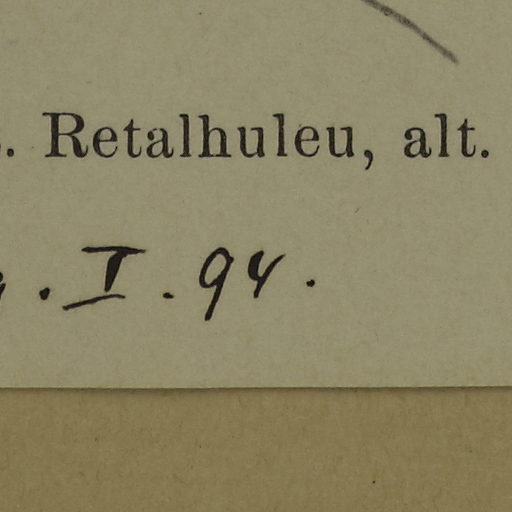 . Retalhuleu, alt.
. I . 94 .